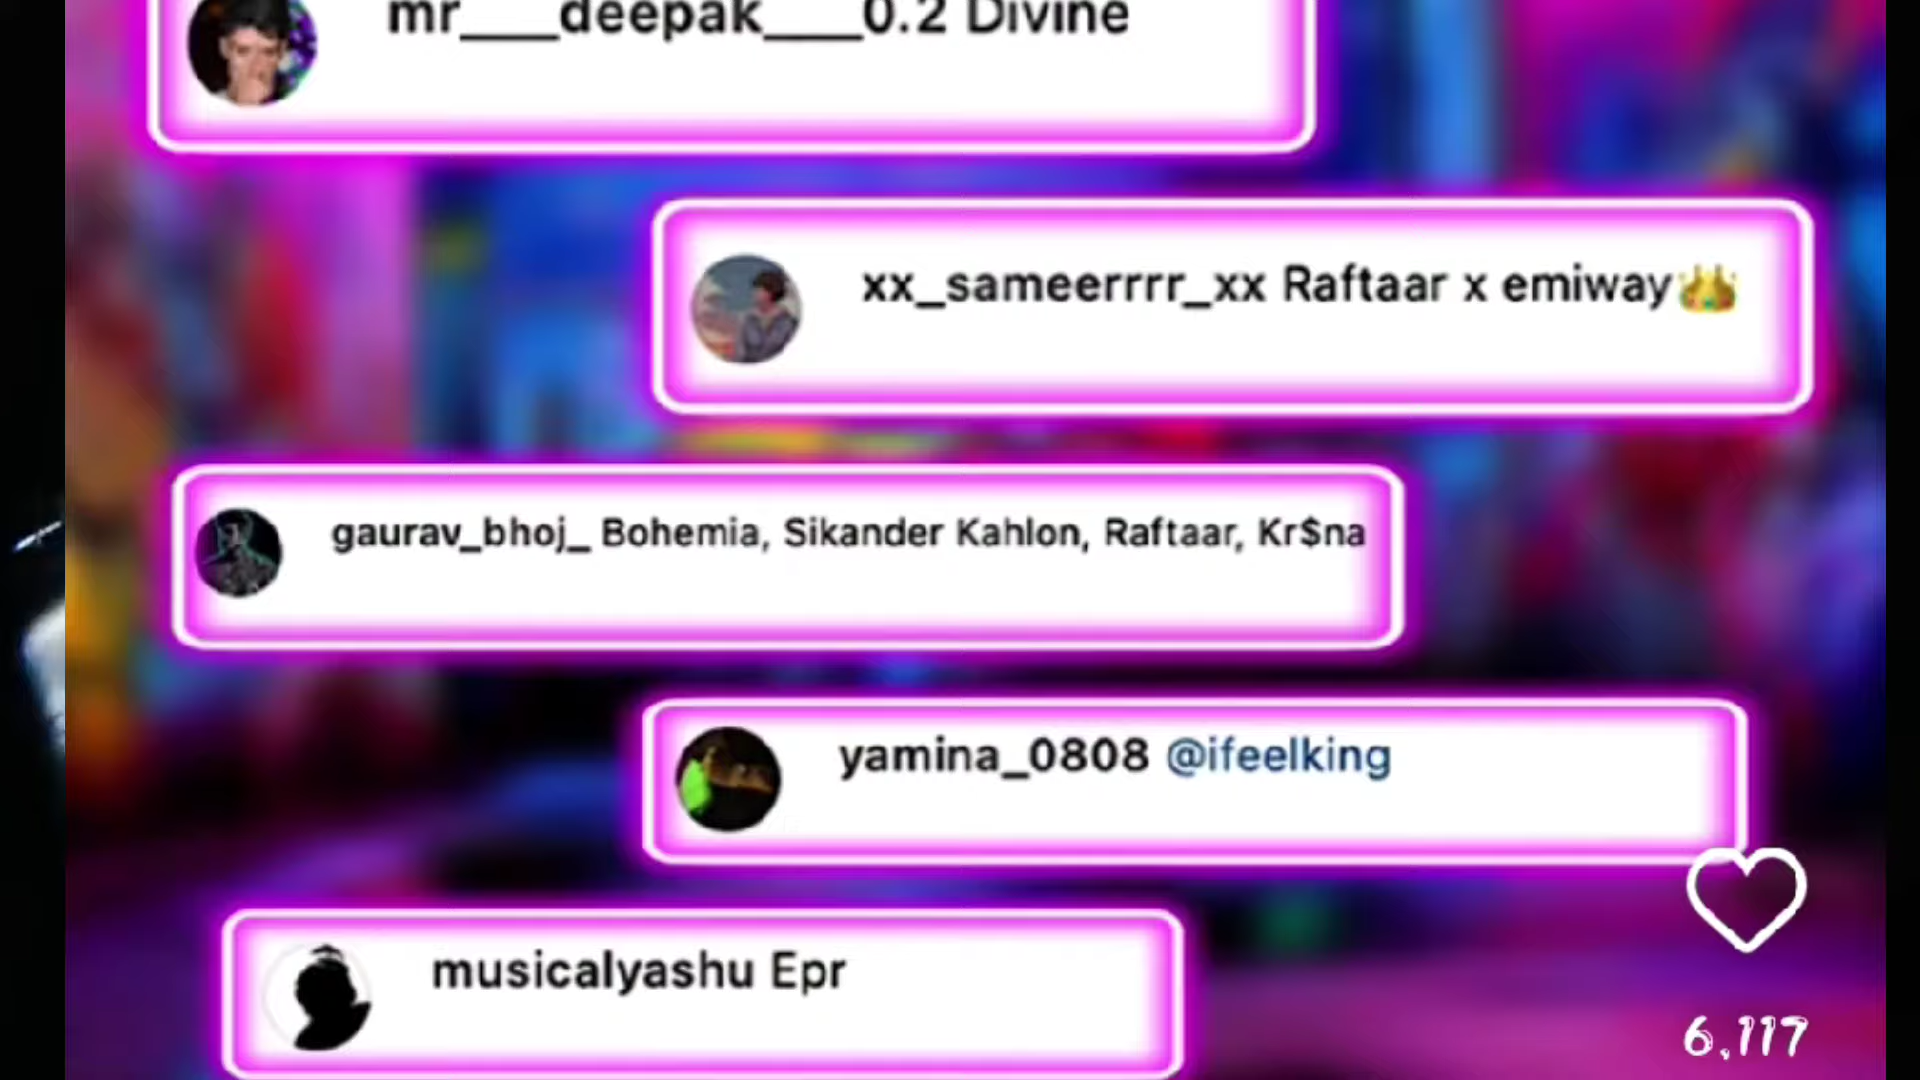 mr___deepak___0.2 Divine
xx_sameerrrr_xx Raftaar x emiway👑
gaurav_bhoj_ Bohemia, Sikander Kahlon, Raftaar, Kr$na
yamina_0808 @ifeelking
musicalyashu Epr
6,117